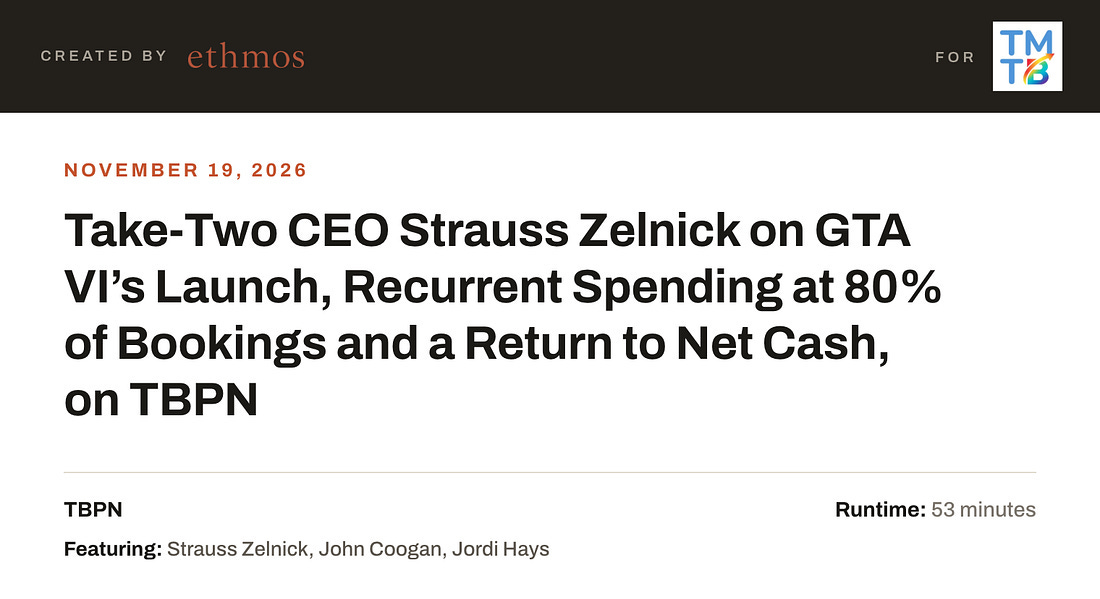 CREATED BY ethmos
FOR TMTB
NOVEMBER 19, 2026
Take-Two CEO Strauss Zelnick on GTA
VI’s Launch, Recurrent Spending at 80%
of Bookings and a Return to Net Cash,
on TBPN
TBPN
Runtime: 53 minutes
Featuring: Strauss Zelnick, John Coogan, Jordi Hays